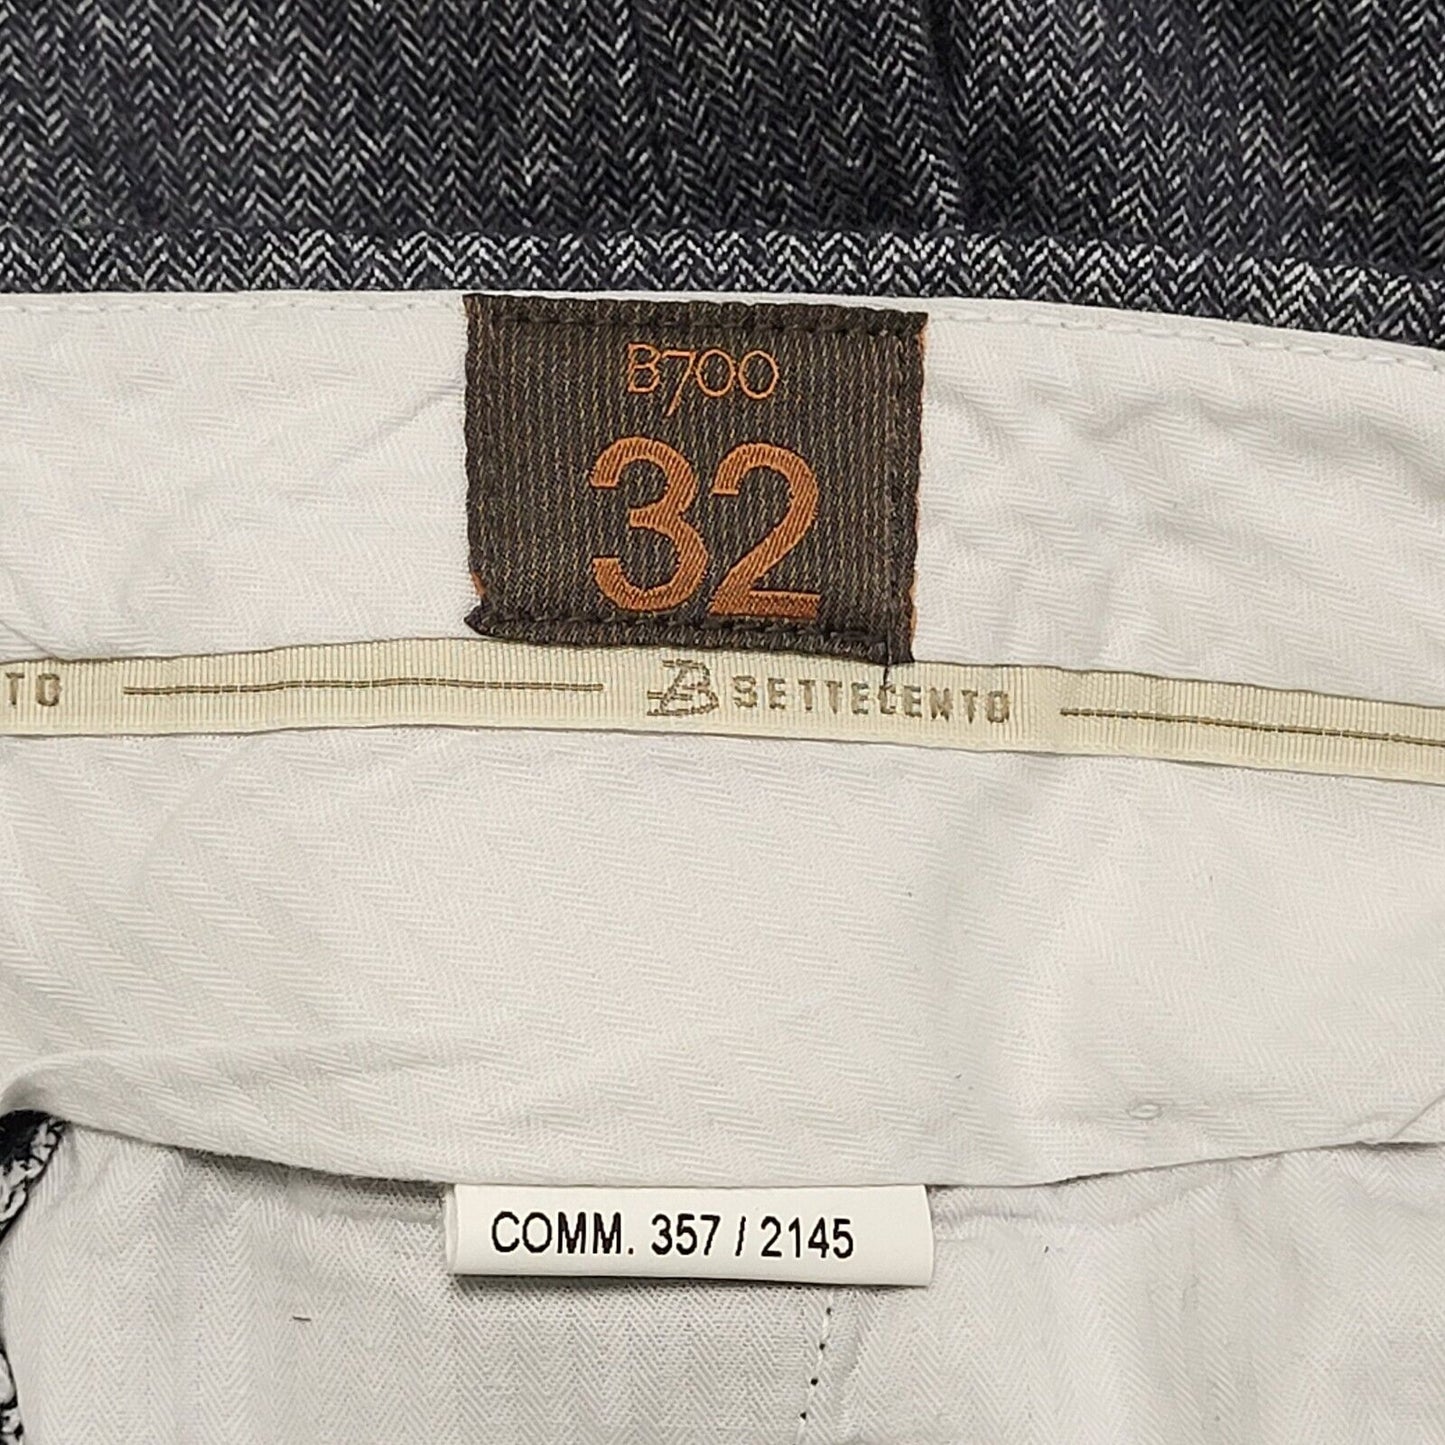 B700
32
TO
B SETTECENTO
COMM. 357 / 2145